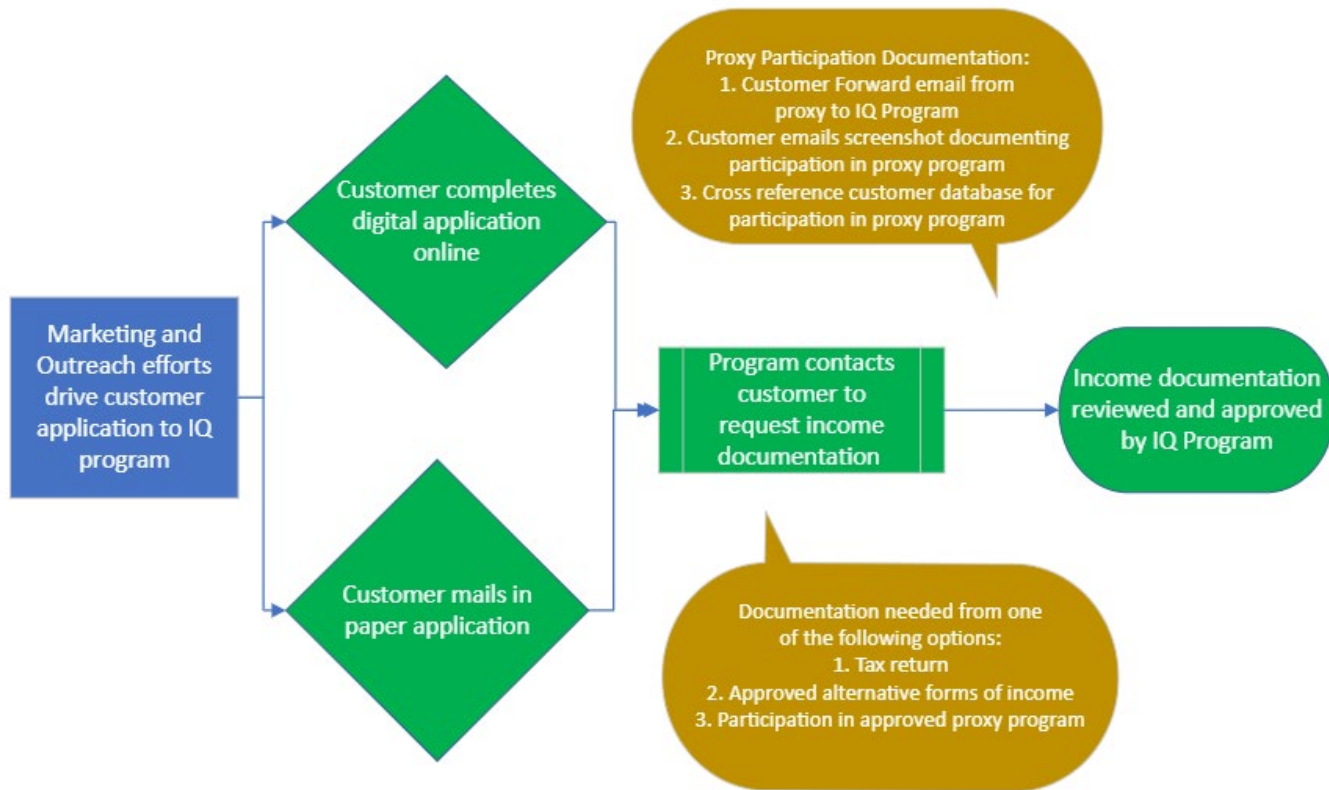 Marketing and
Outreach efforts
drive customer
application to IQ
program
Customer completes
digital application
online
Customer mails in
paper application
Proxy Participation Documentation:
1. Customer Forward email from
proxy to IQ Program
2. Customer emails screenshot documenting
participation in proxy program
3. Cross reference customer database for
participation in proxy program
Program contacts
customer to
request income
documentation
Documentation needed from one
of the following options:
1. Tax return
2. Approved alternative forms of income
3. Participation in approved proxy program
Income documentation
reviewed and approved
by IQ Program